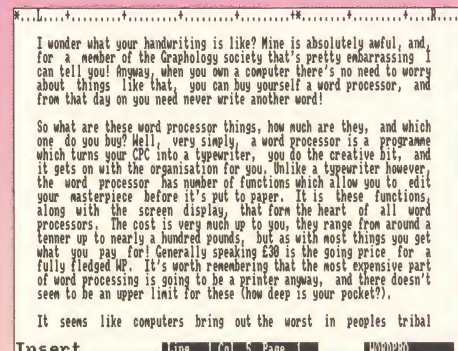 *...L....+.........+.........+.........+.........+*........+.........+....R....
I wonder what your handwriting is like? Mine is absolutely awful, and,
for a member of the Graphology society that's pretty embarrassing I
can tell you! Anyway, when you own a computer there's no need to worry
about things like that, you can buy yourself a word processor, and
from that day on you need never write another word!
So what are these word processor things, how much are they, and which
one do you buy? Well, very simply, a word processor is a programme
which turns your CPC into a typewriter, you do the creative bit, and
it gets on with the organisation for you. Unlike a typewriter however,
the word processor has number of functions which allow you to edit
your masterpiece before it's put to paper. It is these functions,
along with the screen display, that form the heart of all word
processors. The cost is very much up to you, they range from around a
tenner up to nearly a hundred pounds, but as with most things you get
what you pay for! Generally speaking £30 is the going price for a
fully fledged WP. It's worth remembering that the most expensive part
of word processing is going to be a printer anyway, and there doesn't
seem to be an upper limit for these (how deep is your pocket?).
It seems like computers bring out the worst in peoples tribal
Insert Line 1 Col 5 Page 1 WORDPRO